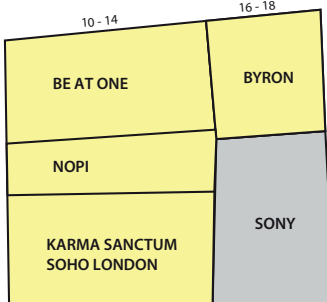 10 - 14
16 - 18
BE AT ONE
BYRON
NOPI
SONY
KARMA SANCTUM
SOHO LONDON